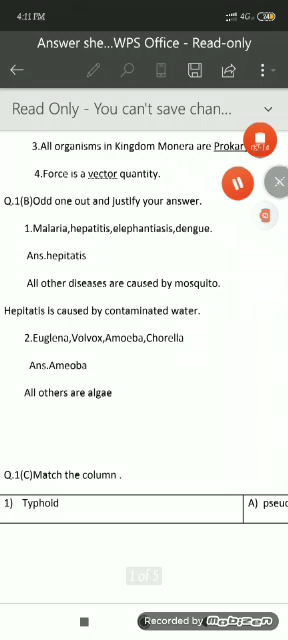 4:11 PM
4G
Answer she...WPS Office - Read-only
Read Only - You can't save chan...
3.All organisms in Kingdom Monera are Prokar
4.Force is a vector quantity.
Q.1(B)Odd one out and justify your answer.
1.Malaria,hepatitis,elephantiasis,dengue.
Ans.hepitatis
All other diseases are caused by mosquito.
Hepitatis is caused by contaminated water.
2.Euglena,Volvox,Amoeba,Chorella
Ans.Ameoba
All others are algae
Q.1(C)Match the column .
1) Typhoid
A) pseud
1 of 5
Recorded by mobizen